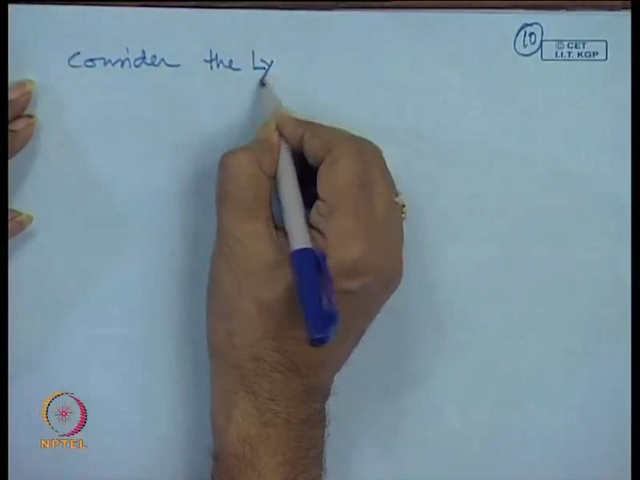 Consider the Ly
10
© CET
I.I.T. KGP
NPTEL